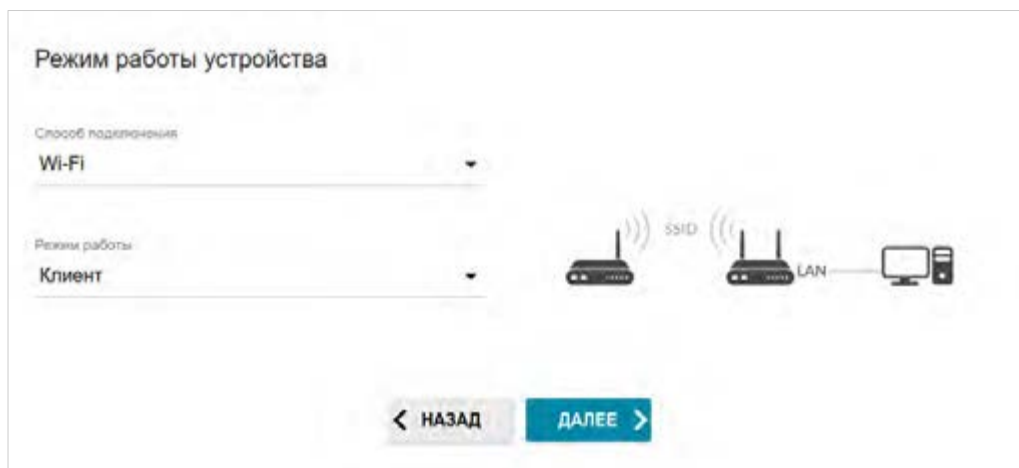 Режим работы устройства
Способ подключения
Wi-Fi
Режим работы
Клиент
SSID
LAN
НАЗАД
ДАЛЕЕ